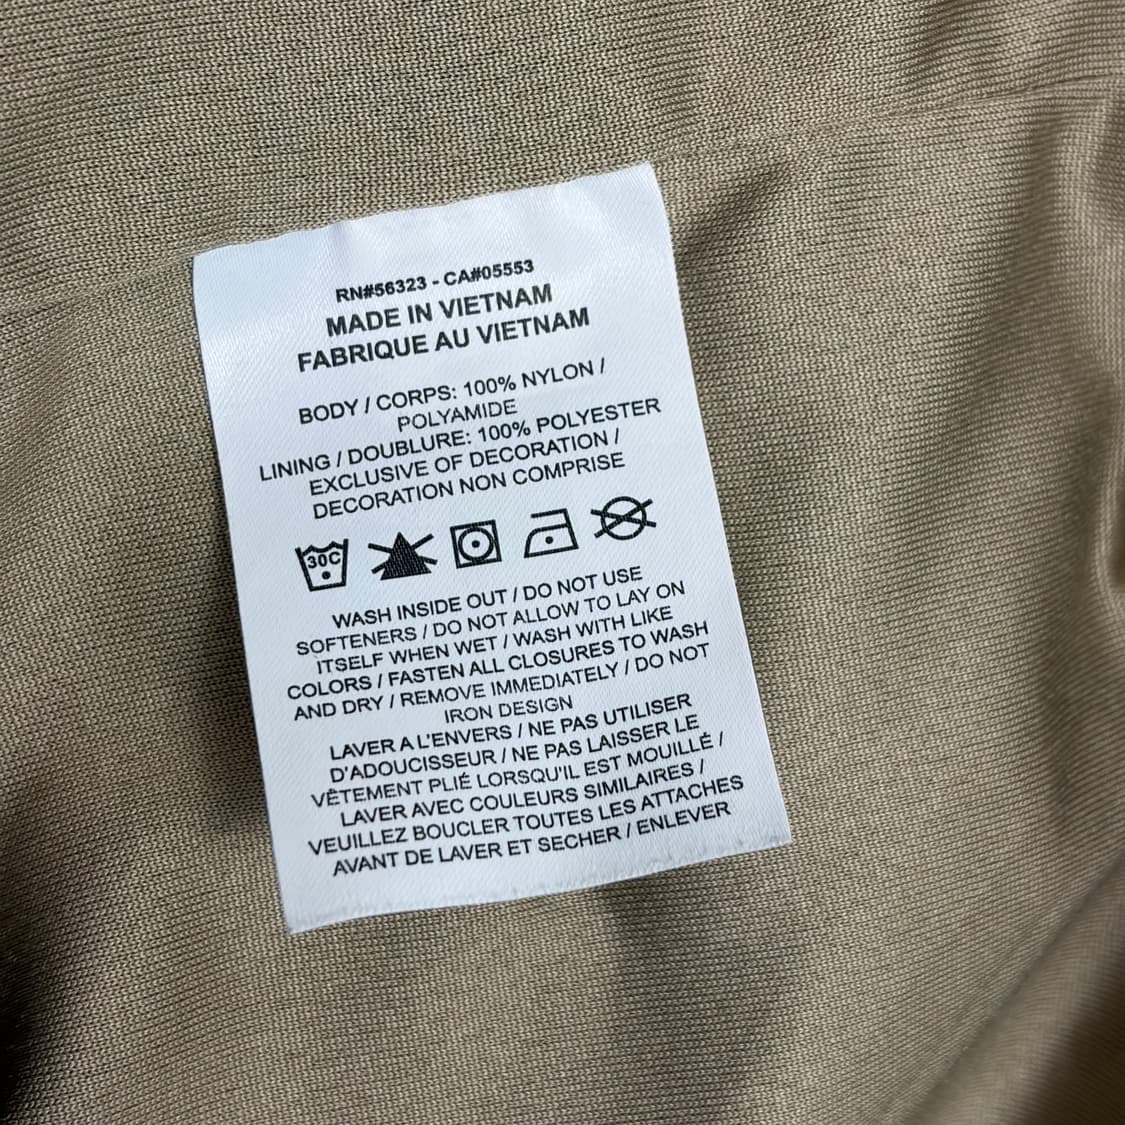 RN#56323 - CA#05553
MADE IN VIETNAM
FABRIQUE AU VIETNAM
BODY / CORPS: 100% NYLON /
POLYAMIDE
LINING / DOUBLURE: 100% POLYESTER
EXCLUSIVE OF DECORATION /
DECORATION NON COMPRISE
30C
WASH INSIDE OUT / DO NOT USE
SOFTENERS / DO NOT ALLOW TO LAY ON
ITSELF WHEN WET / WASH WITH LIKE
COLORS / FASTEN ALL CLOSURES TO WASH
AND DRY / REMOVE IMMEDIATELY / DO NOT
IRON DESIGN
LAVER A L'ENVERS / NE PAS UTILISER
D'ADOUCISSEUR / NE PAS LAISSER LE
VÊTEMENT PLIÉ LORSQU'IL EST MOUILLÉ /
LAVER AVEC COULEURS SIMILAIRES /
VEUILLEZ BOUCLER TOUTES LES ATTACHES
AVANT DE LAVER ET SECHER / ENLEVER